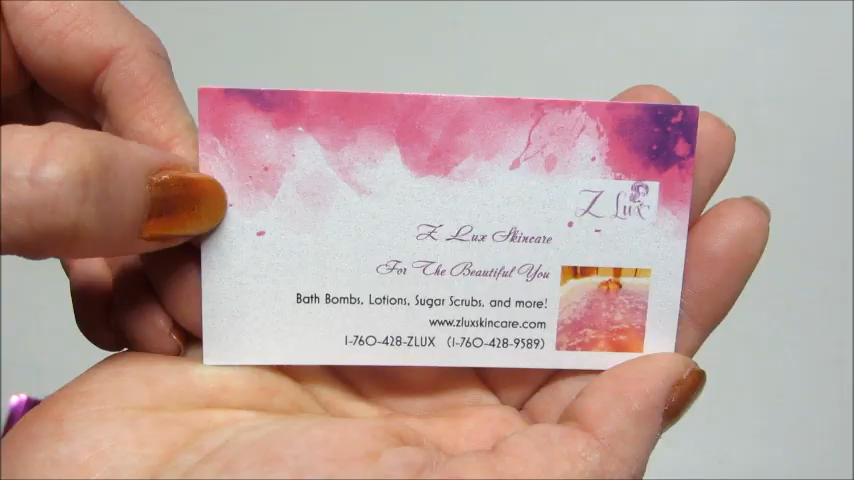 Z Lux
Z Lux Skincare
For The Beautiful You
Bath Bombs, Lotions, Sugar Scrubs, and more!
www.zluxskincare.com
1-760-428-ZLUX (1-760-428-9589)